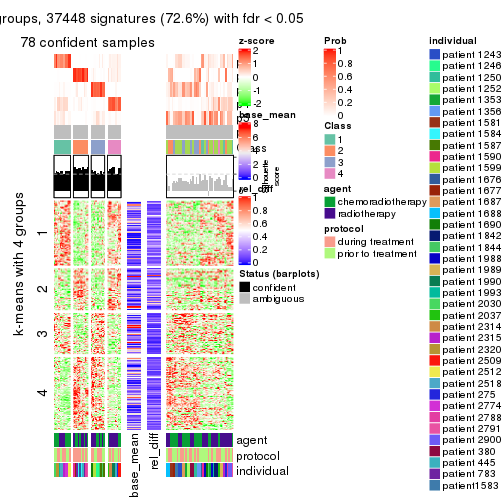 groups, 37448 signatures (72.6%) with fdr < 0.05
78 confident samples
k-means with 4 groups
1
2
3
4
base_mean
rel_diff
agent
protocol
individual
z-score
2
1
0
-1
-2
base_mean
8
6
4
2
0
rel_diff
1
0.8
0.6
0.4
0.2
0
Status (barplots)
confident
ambiguous
silhouette
score
Prob
1
0.8
0.6
0.4
0.2
0
Class
1
2
3
4
agent
chemoradiotherapy
radiotherapy
protocol
during treatment
prior to treatment
individual
patient 1243
patient 1246
patient 1250
patient 1252
patient 1353
patient 1356
patient 1581
patient 1584
patient 1587
patient 1590
patient 1599
patient 1676
patient 1677
patient 1687
patient 1688
patient 1690
patient 1842
patient 1844
patient 1988
patient 1989
patient 1990
patient 1993
patient 2030
patient 2037
patient 2314
patient 2315
patient 2320
patient 2509
patient 2512
patient 2518
patient 275
patient 2774
patient 2788
patient 2791
patient 2900
patient 380
patient 445
patient 783
patient1583